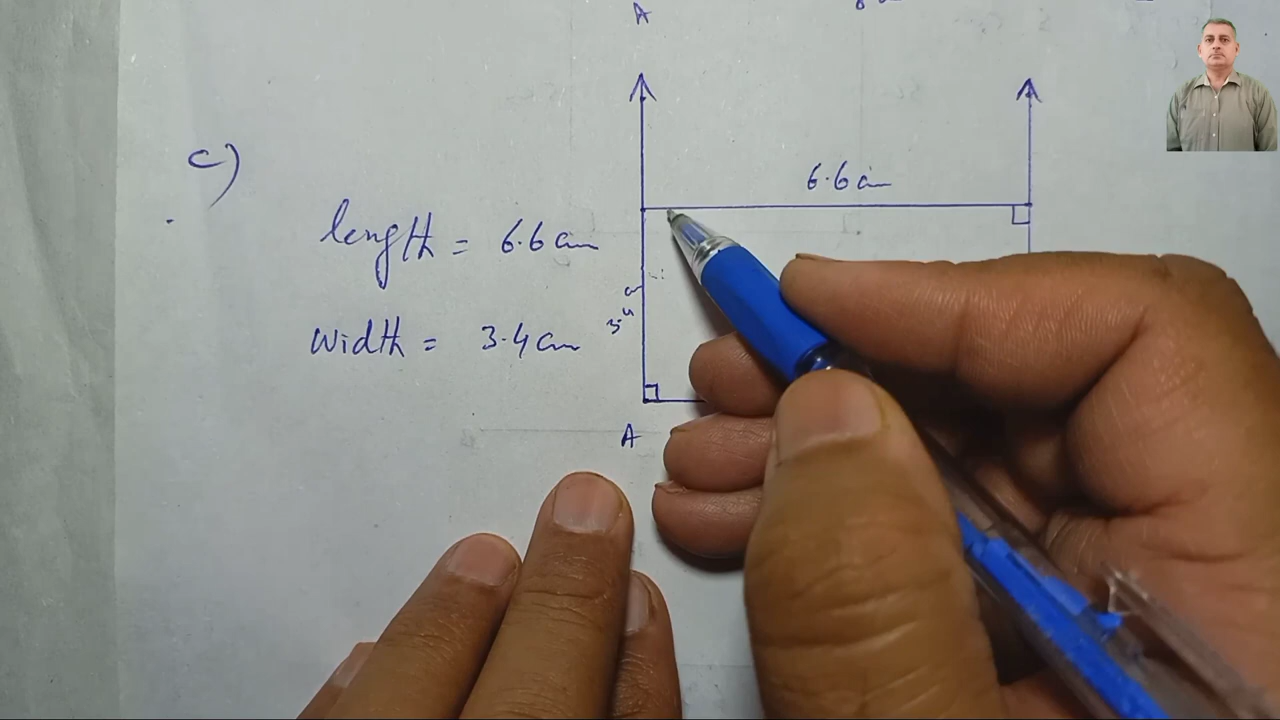 A
c)
6.6 cm
length = 6.6 cm
3.4 cm
width = 3.4 cm
A